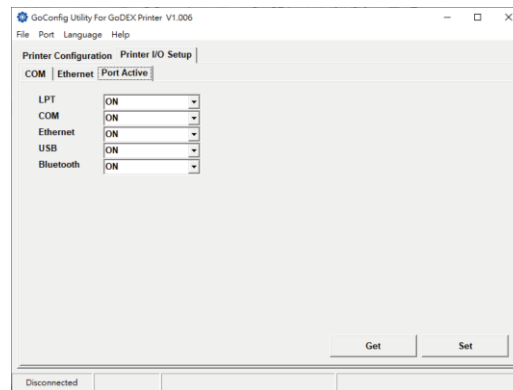 GoConfig Utility For GoDEX Printer V1.006
File Port Language Help
Printer Configuration Printer I/O Setup
COM Ethernet Port Active
LPT ON
COM ON
Ethernet ON
USB ON
Bluetooth ON
Get Set
Disconnected